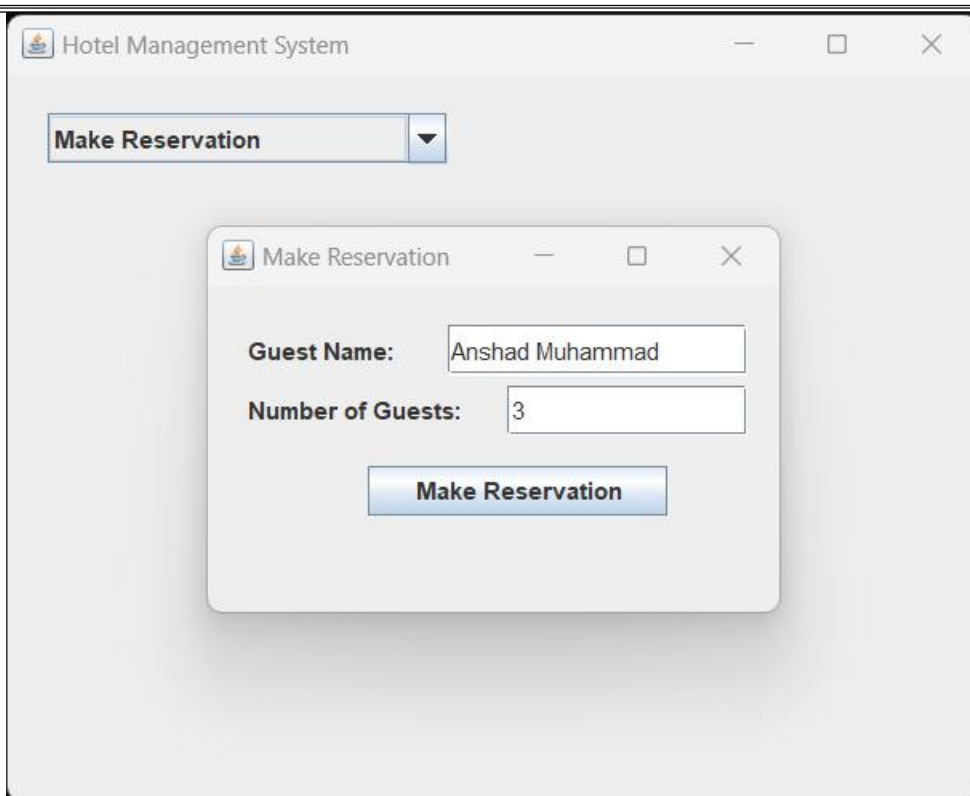 Hotel Management System
Make Reservation
Make Reservation
Guest Name: Anshad Muhammad
Number of Guests: 3
Make Reservation